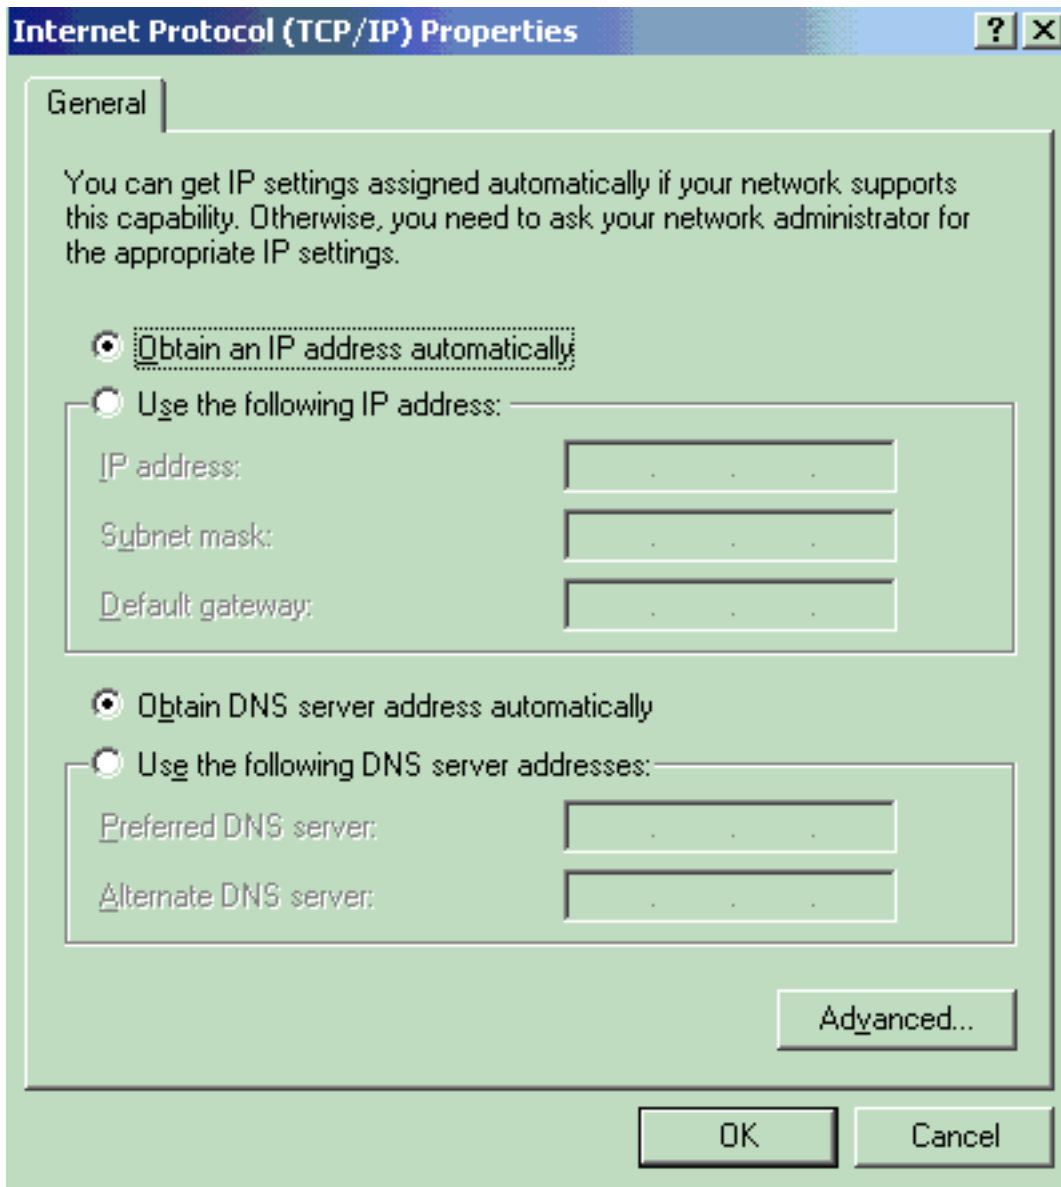 Internet Protocol (TCP/IP) Properties
General
You can get IP settings assigned automatically if your network supports
this capability. Otherwise, you need to ask your network administrator for
the appropriate IP settings.
Obtain an IP address automatically
Use the following IP address:
IP address:
Subnet mask:
Default gateway:
Obtain DNS server address automatically
Use the following DNS server addresses:
Preferred DNS server:
Alternate DNS server:
Advanced...
OK
Cancel